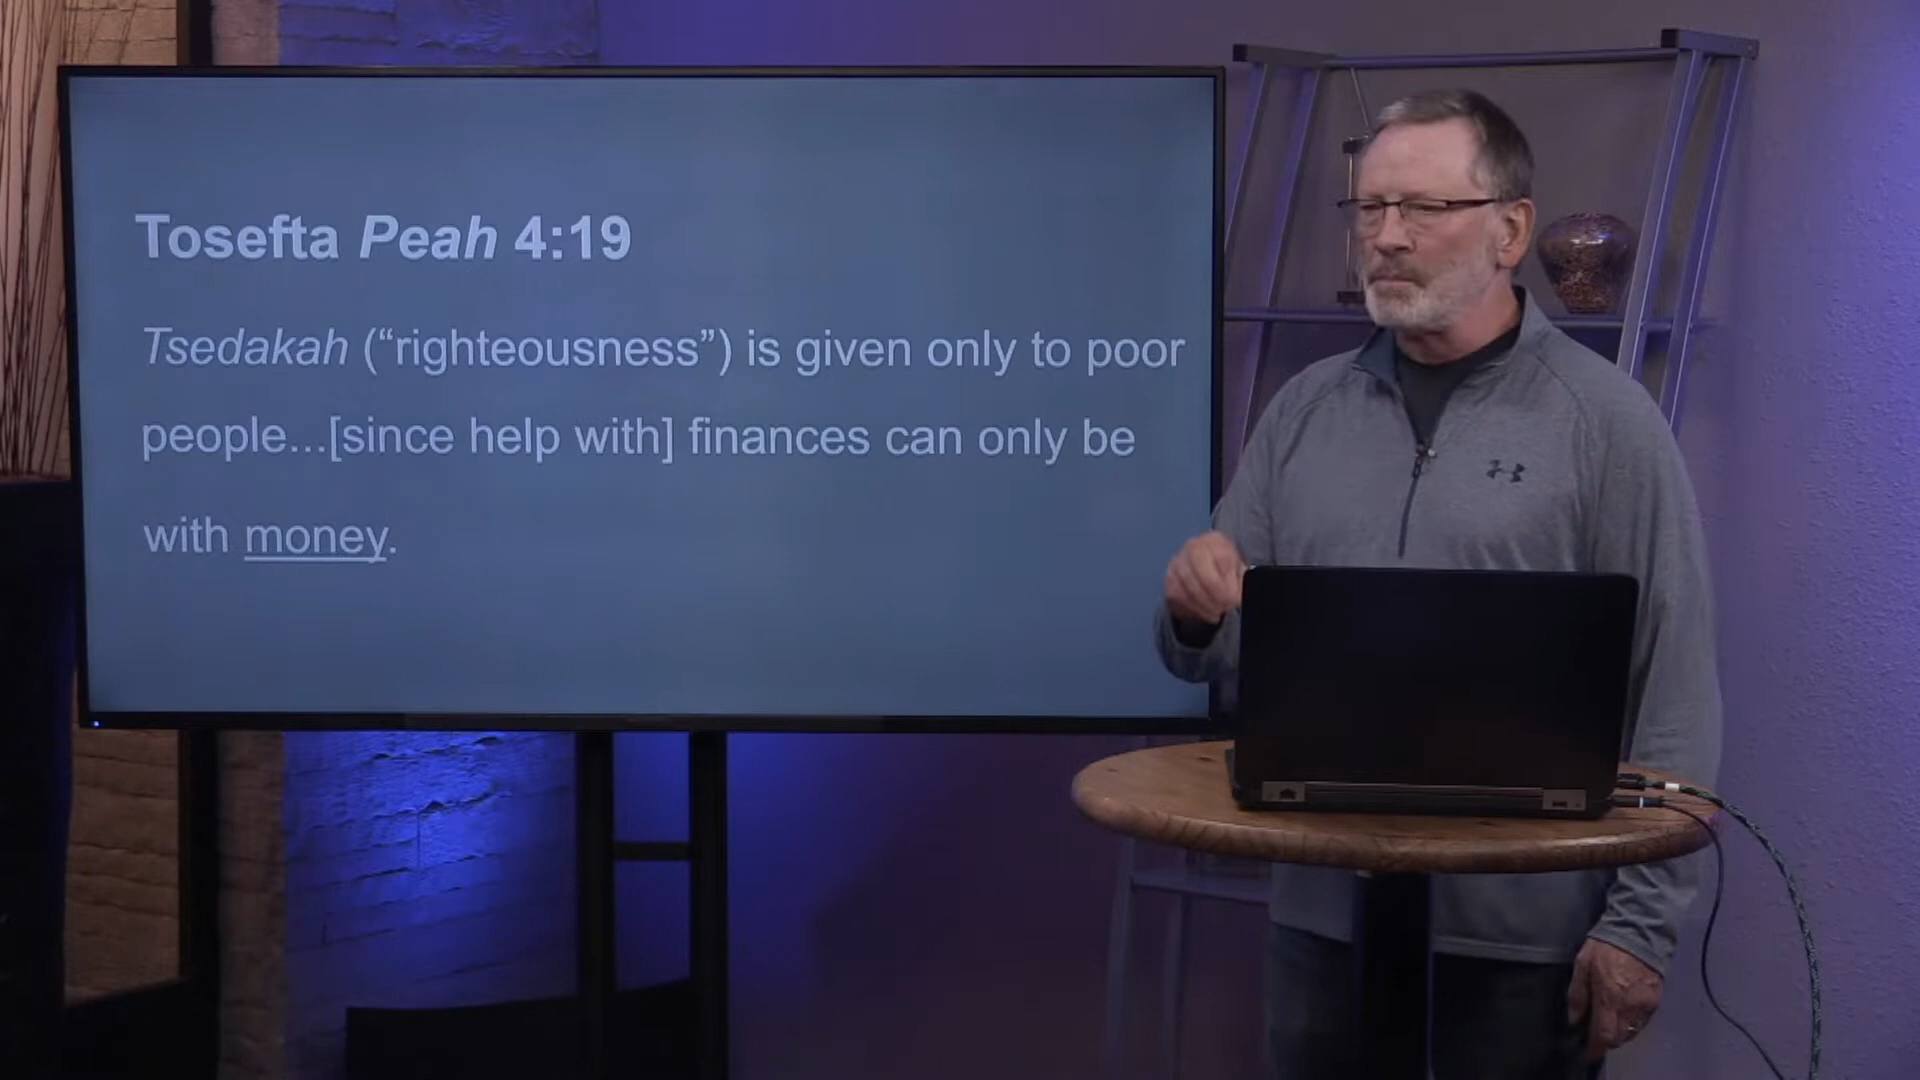 Tosefta Peah 4:19
Tsedakah (“righteousness”) is given only to poor
people...[since help with] finances can only be
with money.